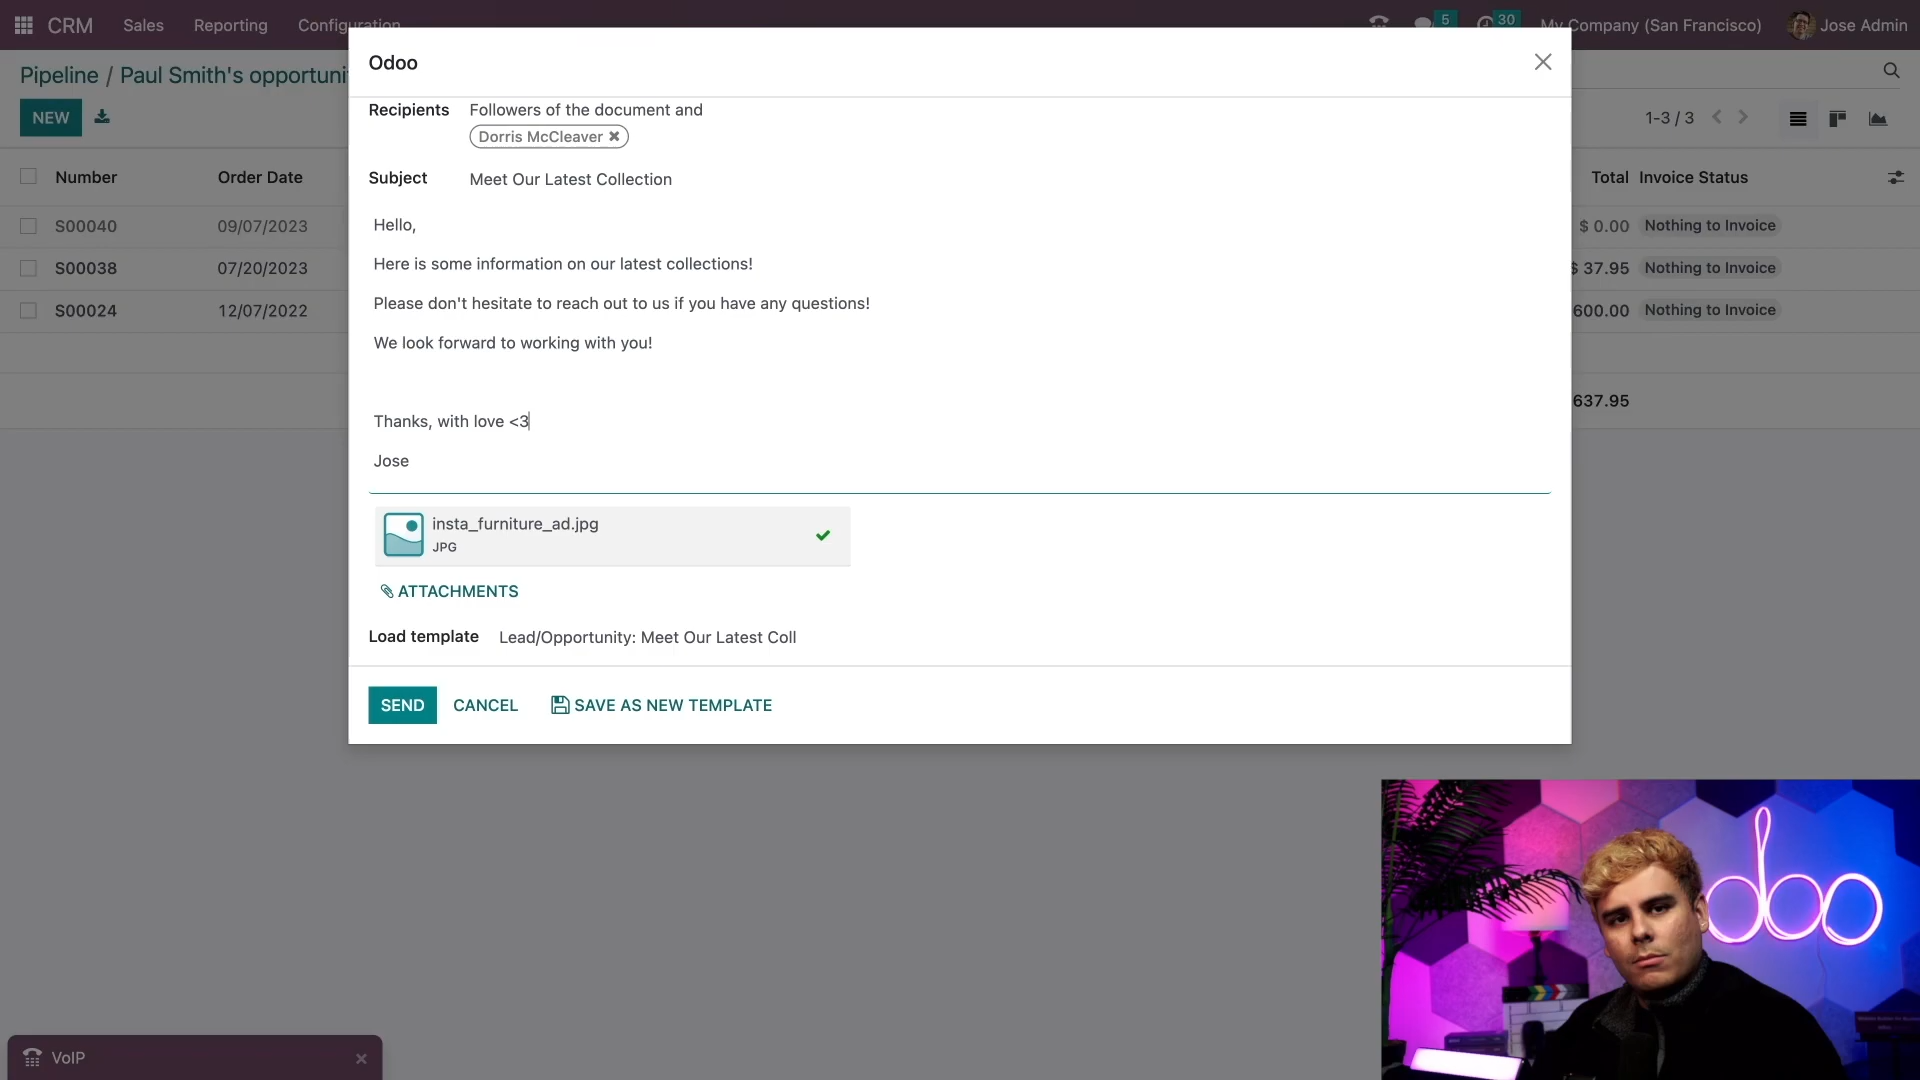 CRM Sales Reporting Configuration 5 30 My Company (San Francisco) Jose Admin
Odoo
Pipeline / Paul Smith's opportuni
NEW 1-3 / 3
Recipients Followers of the document and
Dorris McCleaver
Subject Meet Our Latest Collection
Number Order Date Total Invoice Status
Hello,
S00040 09/07/2023 $ 0.00 Nothing to Invoice
Here is some information on our latest collections!
S00038 07/20/2023 $ 37.95 Nothing to Invoice
Please don't hesitate to reach out to us if you have any questions!
S00024 12/07/2022 600.00 Nothing to Invoice
We look forward to working with you!
637.95
Thanks, with love <3
Jose
insta_furniture_ad.jpg
JPG
ATTACHMENTS
Load template Lead/Opportunity: Meet Our Latest Coll
SEND CANCEL SAVE AS NEW TEMPLATE
doo
VoIP